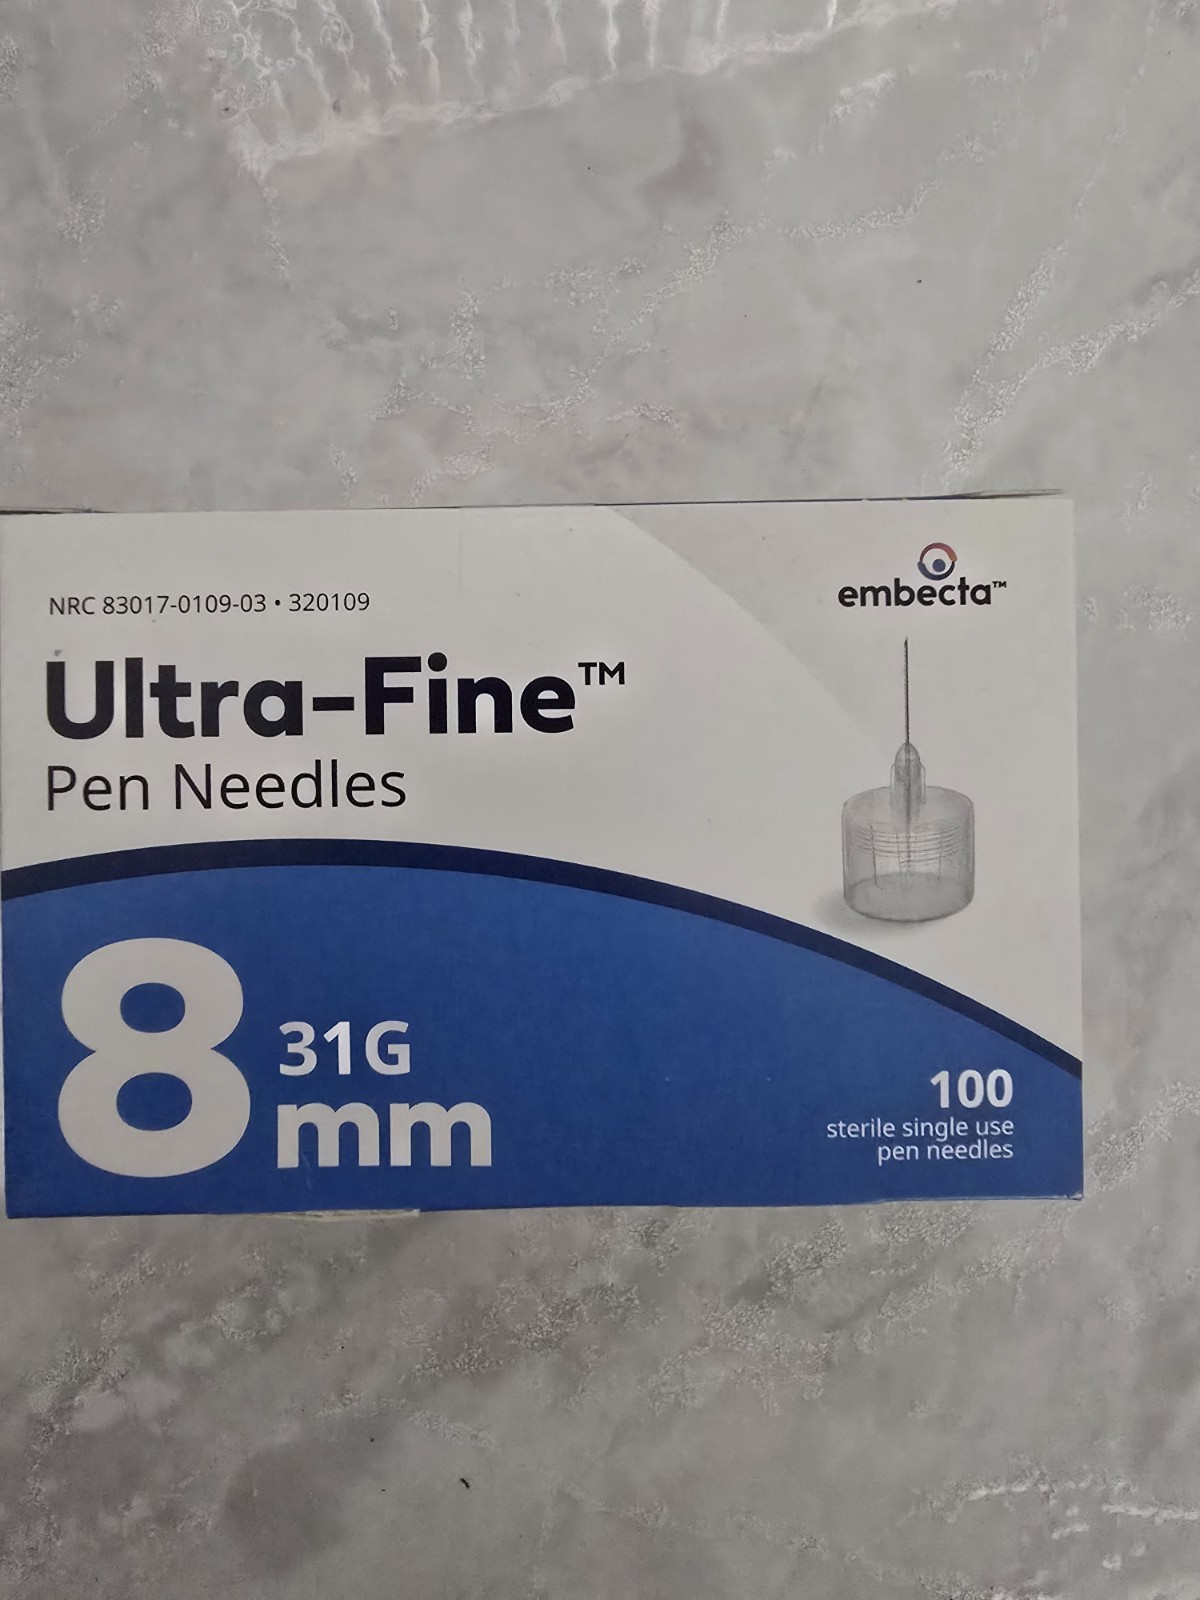 embecta™
NRC 83017-0109-03 • 320109
Ultra-Fine™
Pen Needles
8 mm
31G
100
sterile single use
pen needles